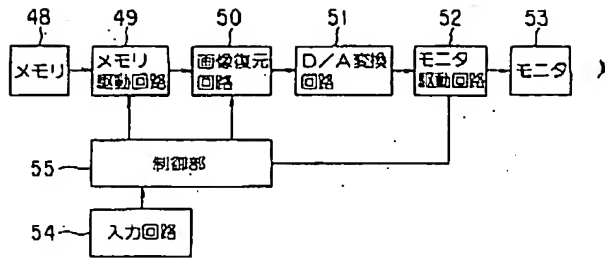 48 49 50 51 52 53
メモリ
メモリ
駆動回路
画像復元
回路
D/A変換
回路
モニタ
駆動回路
モニタ
55
制御部
54
入力回路